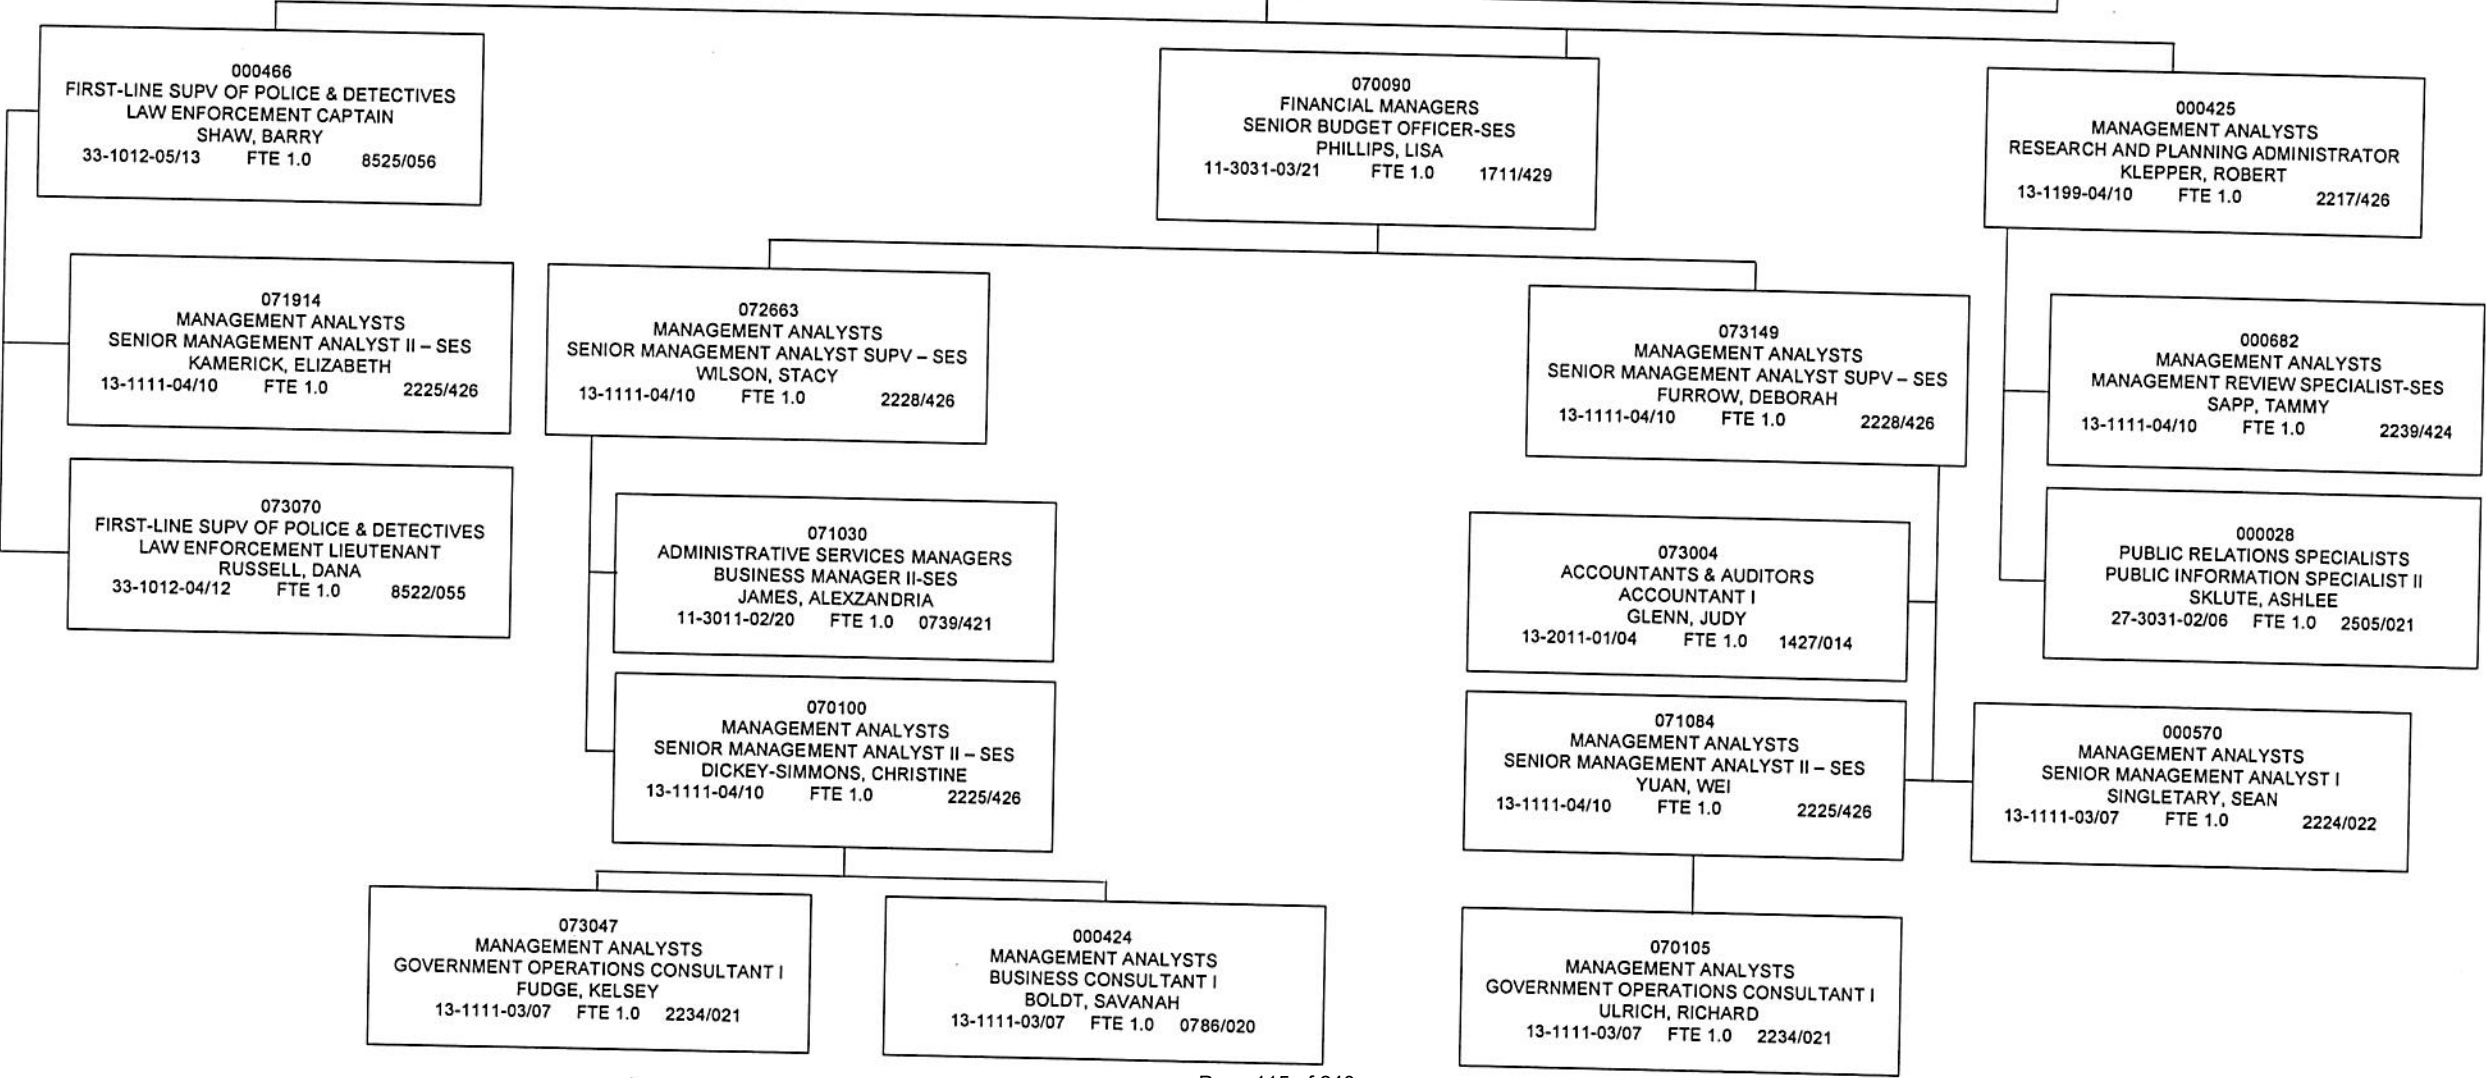 000466
FIRST-LINE SUPV OF POLICE & DETECTIVES
LAW ENFORCEMENT CAPTAIN
SHAW, BARRY
33-1012-05/13 FTE 1.0 8525/056
070090
FINANCIAL MANAGERS
SENIOR BUDGET OFFICER-SES
PHILLIPS, LISA
11-3031-03/21 FTE 1.0 1711/429
000425
MANAGEMENT ANALYSTS
RESEARCH AND PLANNING ADMINISTRATOR
KLEPPER, ROBERT
13-1199-04/10 FTE 1.0 2217/426
071914
MANAGEMENT ANALYSTS
SENIOR MANAGEMENT ANALYST II – SES
KAMERICK, ELIZABETH
13-1111-04/10 FTE 1.0 2225/426
072663
MANAGEMENT ANALYSTS
SENIOR MANAGEMENT ANALYST SUPV – SES
WILSON, STACY
13-1111-04/10 FTE 1.0 2228/426
073149
MANAGEMENT ANALYSTS
SENIOR MANAGEMENT ANALYST SUPV – SES
FURROW, DEBORAH
13-1111-04/10 FTE 1.0 2228/426
000682
MANAGEMENT ANALYSTS
MANAGEMENT REVIEW SPECIALIST-SES
SAPP, TAMMY
13-1111-04/10 FTE 1.0 2239/424
073070
FIRST-LINE SUPV OF POLICE & DETECTIVES
LAW ENFORCEMENT LIEUTENANT
RUSSELL, DANA
33-1012-04/12 FTE 1.0 8522/055
071030
ADMINISTRATIVE SERVICES MANAGERS
BUSINESS MANAGER II-SES
JAMES, ALEXZANDRIA
11-3011-02/20 FTE 1.0 0739/421
073004
ACCOUNTANTS & AUDITORS
ACCOUNTANT I
GLENN, JUDY
13-2011-01/04 FTE 1.0 1427/014
000028
PUBLIC RELATIONS SPECIALISTS
PUBLIC INFORMATION SPECIALIST II
SKLUTE, ASHLEE
27-3031-02/06 FTE 1.0 2505/021
070100
MANAGEMENT ANALYSTS
SENIOR MANAGEMENT ANALYST II – SES
DICKEY-SIMMONS, CHRISTINE
13-1111-04/10 FTE 1.0 2225/426
071084
MANAGEMENT ANALYSTS
SENIOR MANAGEMENT ANALYST II – SES
YUAN, WEI
13-1111-04/10 FTE 1.0 2225/426
000570
MANAGEMENT ANALYSTS
SENIOR MANAGEMENT ANALYST I
SINGLETARY, SEAN
13-1111-03/07 FTE 1.0 2224/022
073047
MANAGEMENT ANALYSTS
GOVERNMENT OPERATIONS CONSULTANT I
FUDGE, KELSEY
13-1111-03/07 FTE 1.0 2234/021
000424
MANAGEMENT ANALYSTS
BUSINESS CONSULTANT I
BOLDT, SAVANAH
13-1111-03/07 FTE 1.0 0786/020
070105
MANAGEMENT ANALYSTS
GOVERNMENT OPERATIONS CONSULTANT I
ULRICH, RICHARD
13-1111-03/07 FTE 1.0 2234/021